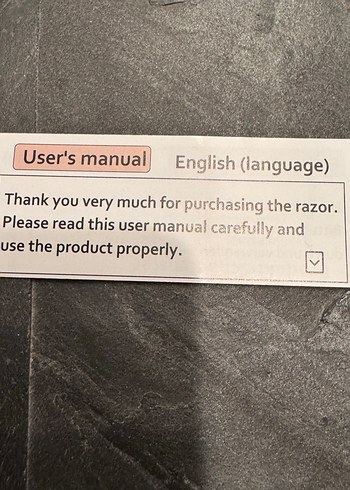 User's manual English (language)
Thank you very much for purchasing the razor.
Please read this user manual carefully and
use the product properly.